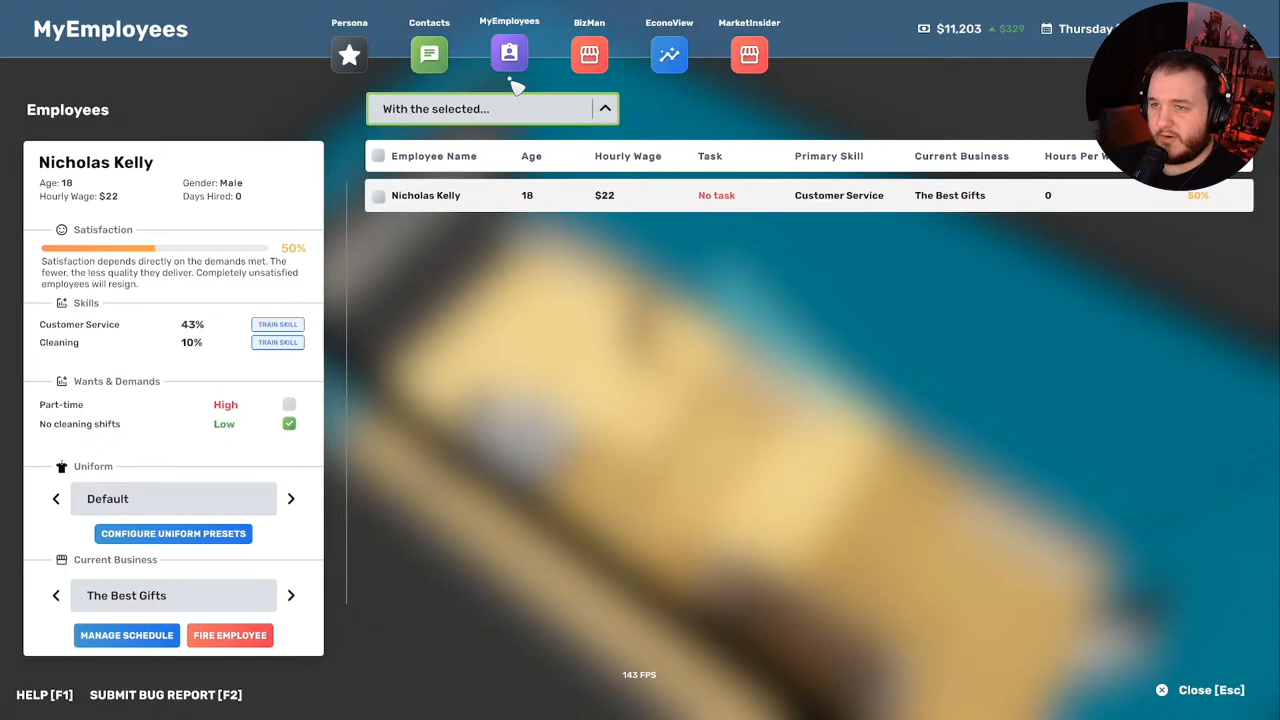 MyEmployees
Persona
Contacts
MyEmployees
BizMan
EconoView
MarketInsider
$11,203 $329
Thursday
Employees
With the selected...
Nicholas Kelly
Age: 18
Gender: Male
Hourly Wage: $22
Days Hired: 0
Satisfaction
50%
Satisfaction depends directly on the demands met. The
fewer, the less quality they deliver. Completely unsatisfied
employees will resign.
Skills
Customer Service 43% TRAIN SKILL
Cleaning 10% TRAIN SKILL
Wants & Demands
Part-time High
No cleaning shifts Low
Uniform
Default
CONFIGURE UNIFORM PRESETS
Current Business
The Best Gifts
MANAGE SCHEDULE FIRE EMPLOYEE
Employee Name Age Hourly Wage Task Primary Skill Current Business Hours Per
Nicholas Kelly 18 $22 No task Customer Service The Best Gifts 0 50%
143 FPS
HELP [F1] SUBMIT BUG REPORT [F2]
Close [Esc]